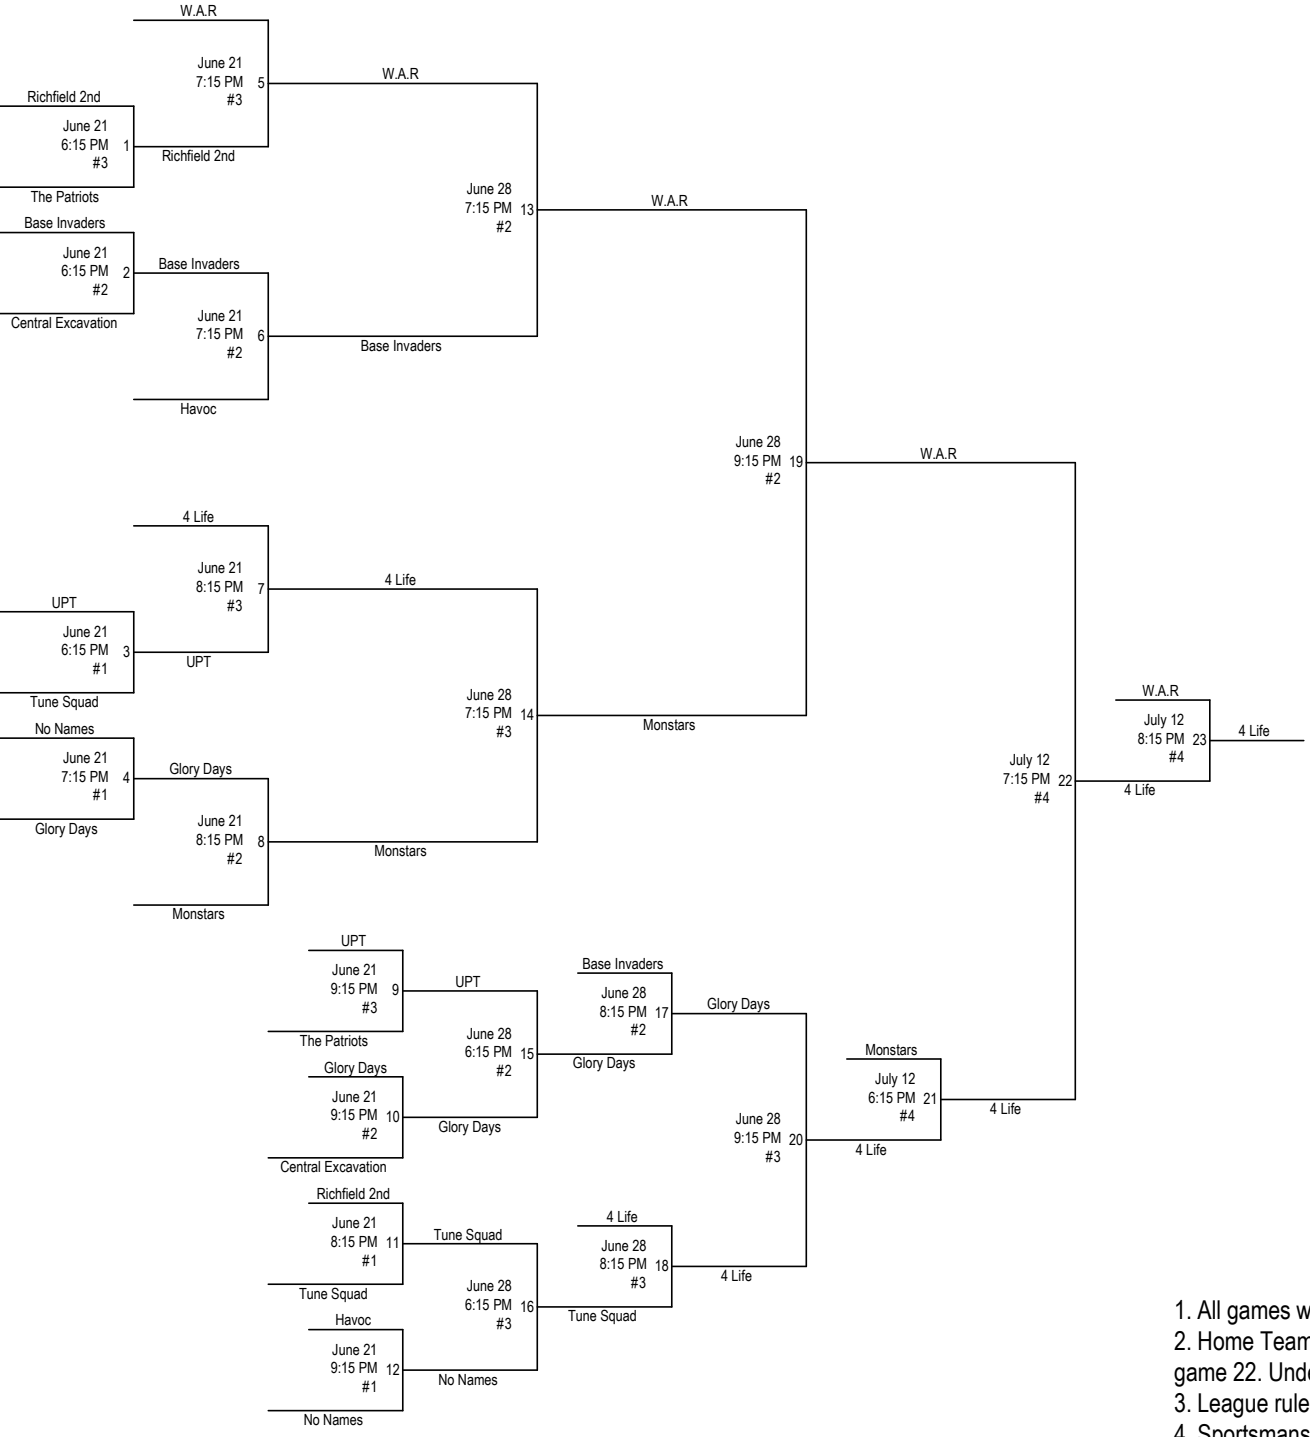 W.A.R
June 21
7:15 PM 5
#3
W.A.R
Richfield 2nd
June 21
6:15 PM 1
#3
Richfield 2nd
The Patriots
Base Invaders
June 21
6:15 PM 2
#2
Base Invaders
Central Excavation
June 21
7:15 PM 6
#2
Base Invaders
Havoc
June 28
7:15 PM 13
#2
W.A.R
4 Life
June 21
8:15 PM 7
#3
4 Life
UPT
June 21
6:15 PM 3
#1
UPT
Tune Squad
No Names
June 21
7:15 PM 4
#1
Glory Days
Glory Days
June 21
8:15 PM 8
#2
Monstars
Monstars
June 28
7:15 PM 14
#3
Monstars
June 28
9:15 PM 19
#2
W.A.R
UPT
June 21
9:15 PM 9
#3
UPT
The Patriots
Glory Days
June 21
9:15 PM 10
#2
Glory Days
Central Excavation
June 28
6:15 PM 15
#2
Glory Days
Base Invaders
June 28
8:15 PM 17
#2
Glory Days
Richfield 2nd
June 21
8:15 PM 11
#1
Tune Squad
Tune Squad
Havoc
June 21
9:15 PM 12
#1
No Names
No Names
June 28
6:15 PM 16
#3
Tune Squad
4 Life
June 28
8:15 PM 18
#3
4 Life
June 28
9:15 PM 20
#3
4 Life
Monstars
July 12
6:15 PM 21
#4
4 Life
July 12
7:15 PM 22
#4
4 Life
W.A.R
July 12
8:15 PM 23
#4
4 Life
1. All games w
2. Home Team
game 22. Unde
3. League rule
4. Sportsmans